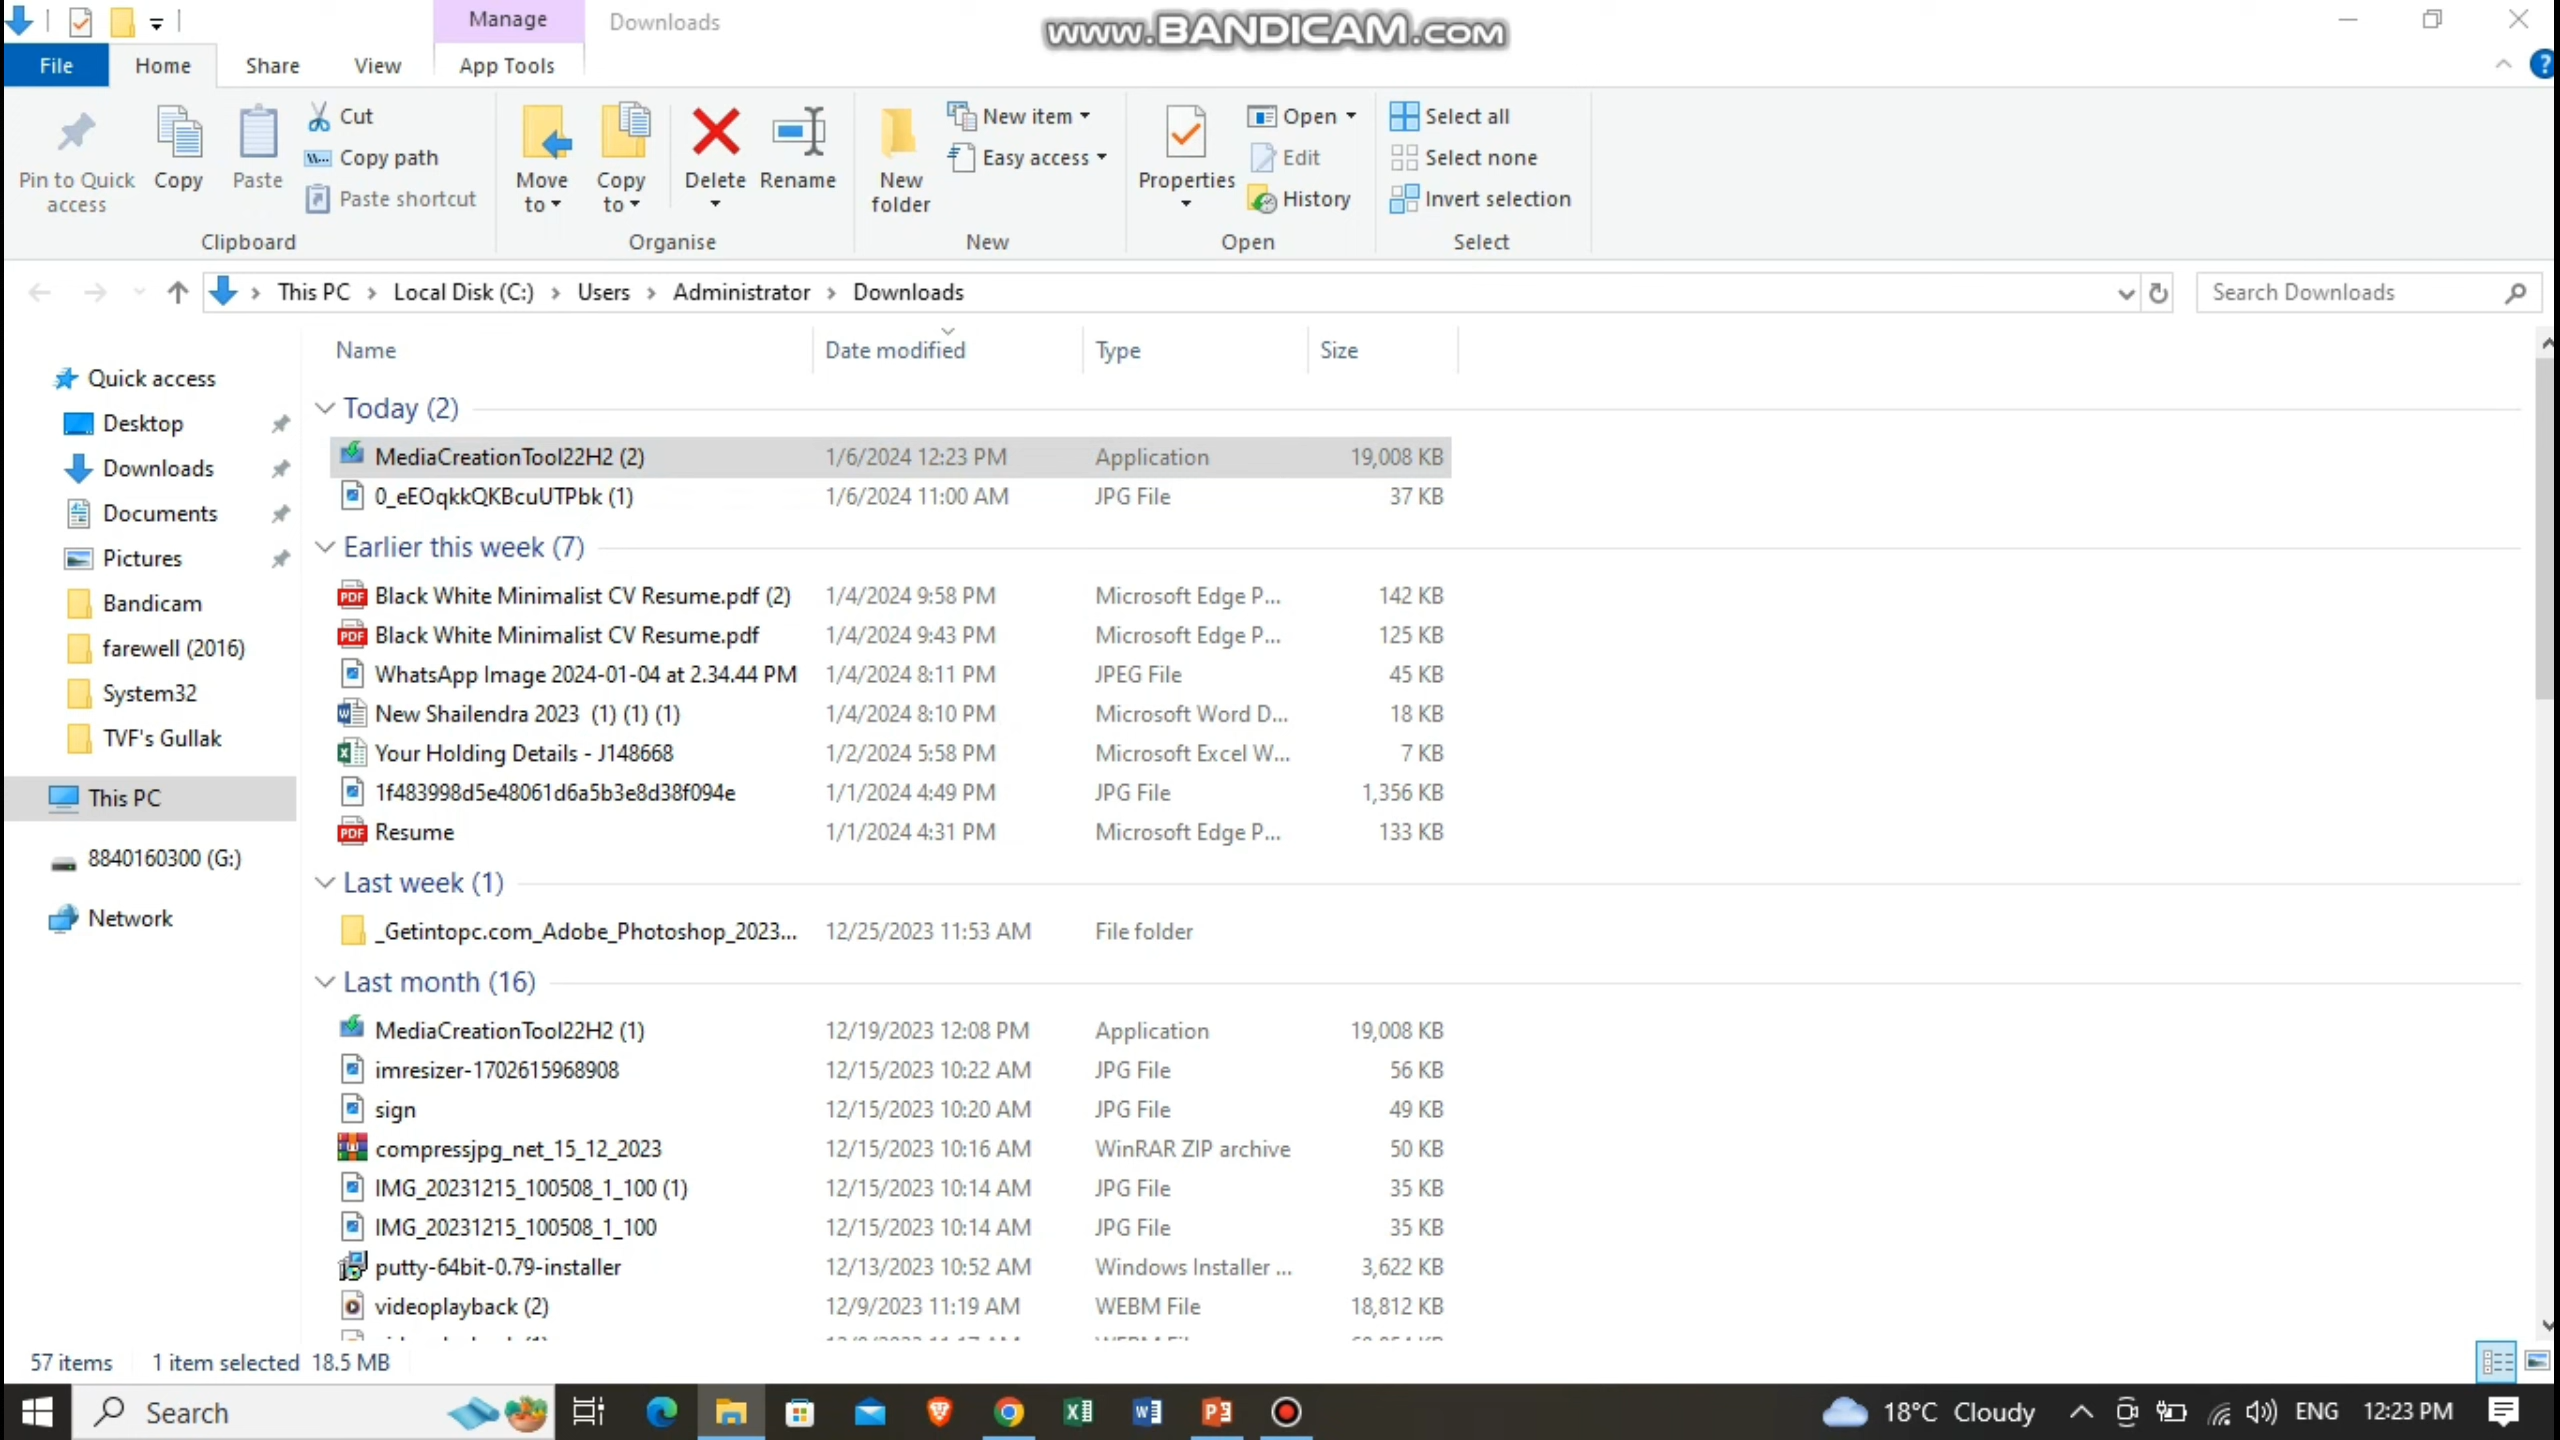 Manage
Downloads
www.BANDICAM.com
File
Home
Share
View
App Tools
Pin to Quick access
Copy
Paste
Cut
Copy path
Paste shortcut
Clipboard
Move to
Copy to
Delete
Rename
Organise
New folder
New item
Easy access
New
Properties
Open
Edit
History
Open
Select all
Select none
Invert selection
Select
This PC > Local Disk (C:) > Users > Administrator > Downloads
Search Downloads
Quick access
Desktop
Downloads
Documents
Pictures
Bandicam
farewell (2016)
System32
TVF's Gullak
This PC
8840160300 (G:)
Network
Name Date modified Type Size
Today (2)
MediaCreationTool22H2 (2) 1/6/2024 12:23 PM Application 19,008 KB
0_eEOqkkQKBcuUTPbk (1) 1/6/2024 11:00 AM JPG File 37 KB
Earlier this week (7)
Black White Minimalist CV Resume.pdf (2) 1/4/2024 9:58 PM Microsoft Edge P... 142 KB
Black White Minimalist CV Resume.pdf 1/4/2024 9:43 PM Microsoft Edge P... 125 KB
WhatsApp Image 2024-01-04 at 2.34.44 PM 1/4/2024 8:11 PM JPEG File 45 KB
New Shailendra 2023 (1) (1) (1) 1/4/2024 8:10 PM Microsoft Word D... 18 KB
Your Holding Details - J148668 1/2/2024 5:58 PM Microsoft Excel W... 7 KB
1f483998d5e48061d6a5b3e8d38f094e 1/1/2024 4:49 PM JPG File 1,356 KB
Resume 1/1/2024 4:31 PM Microsoft Edge P... 133 KB
Last week (1)
_Getintopc.com_Adobe_Photoshop_2023... 12/25/2023 11:53 AM File folder
Last month (16)
MediaCreationTool22H2 (1) 12/19/2023 12:08 PM Application 19,008 KB
imresizer-1702615968908 12/15/2023 10:22 AM JPG File 56 KB
sign 12/15/2023 10:20 AM JPG File 49 KB
compressjpg_net_15_12_2023 12/15/2023 10:16 AM WinRAR ZIP archive 50 KB
IMG_20231215_100508_1_100 (1) 12/15/2023 10:14 AM JPG File 35 KB
IMG_20231215_100508_1_100 12/15/2023 10:14 AM JPG File 35 KB
putty-64bit-0.79-installer 12/13/2023 10:52 AM Windows Installer ... 3,622 KB
videoplayback (2) 12/9/2023 11:19 AM WEBM File 18,812 KB
57 items 1 item selected 18.5 MB
Search
18°C Cloudy
ENG
12:23 PM